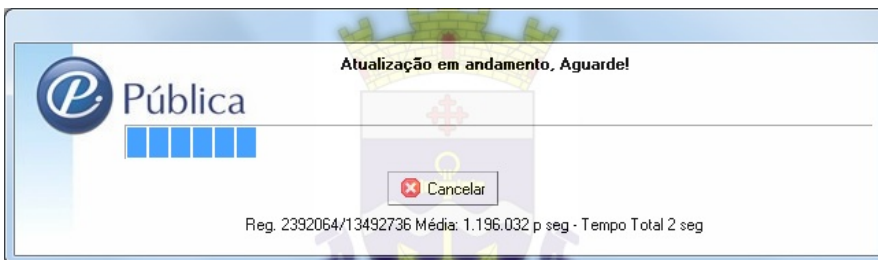 Atualização em andamento, Aguarde!
Pública
Cancelar
Reg. 2392064/13492736 Média: 1.196.032 p seg - Tempo Total 2 seg